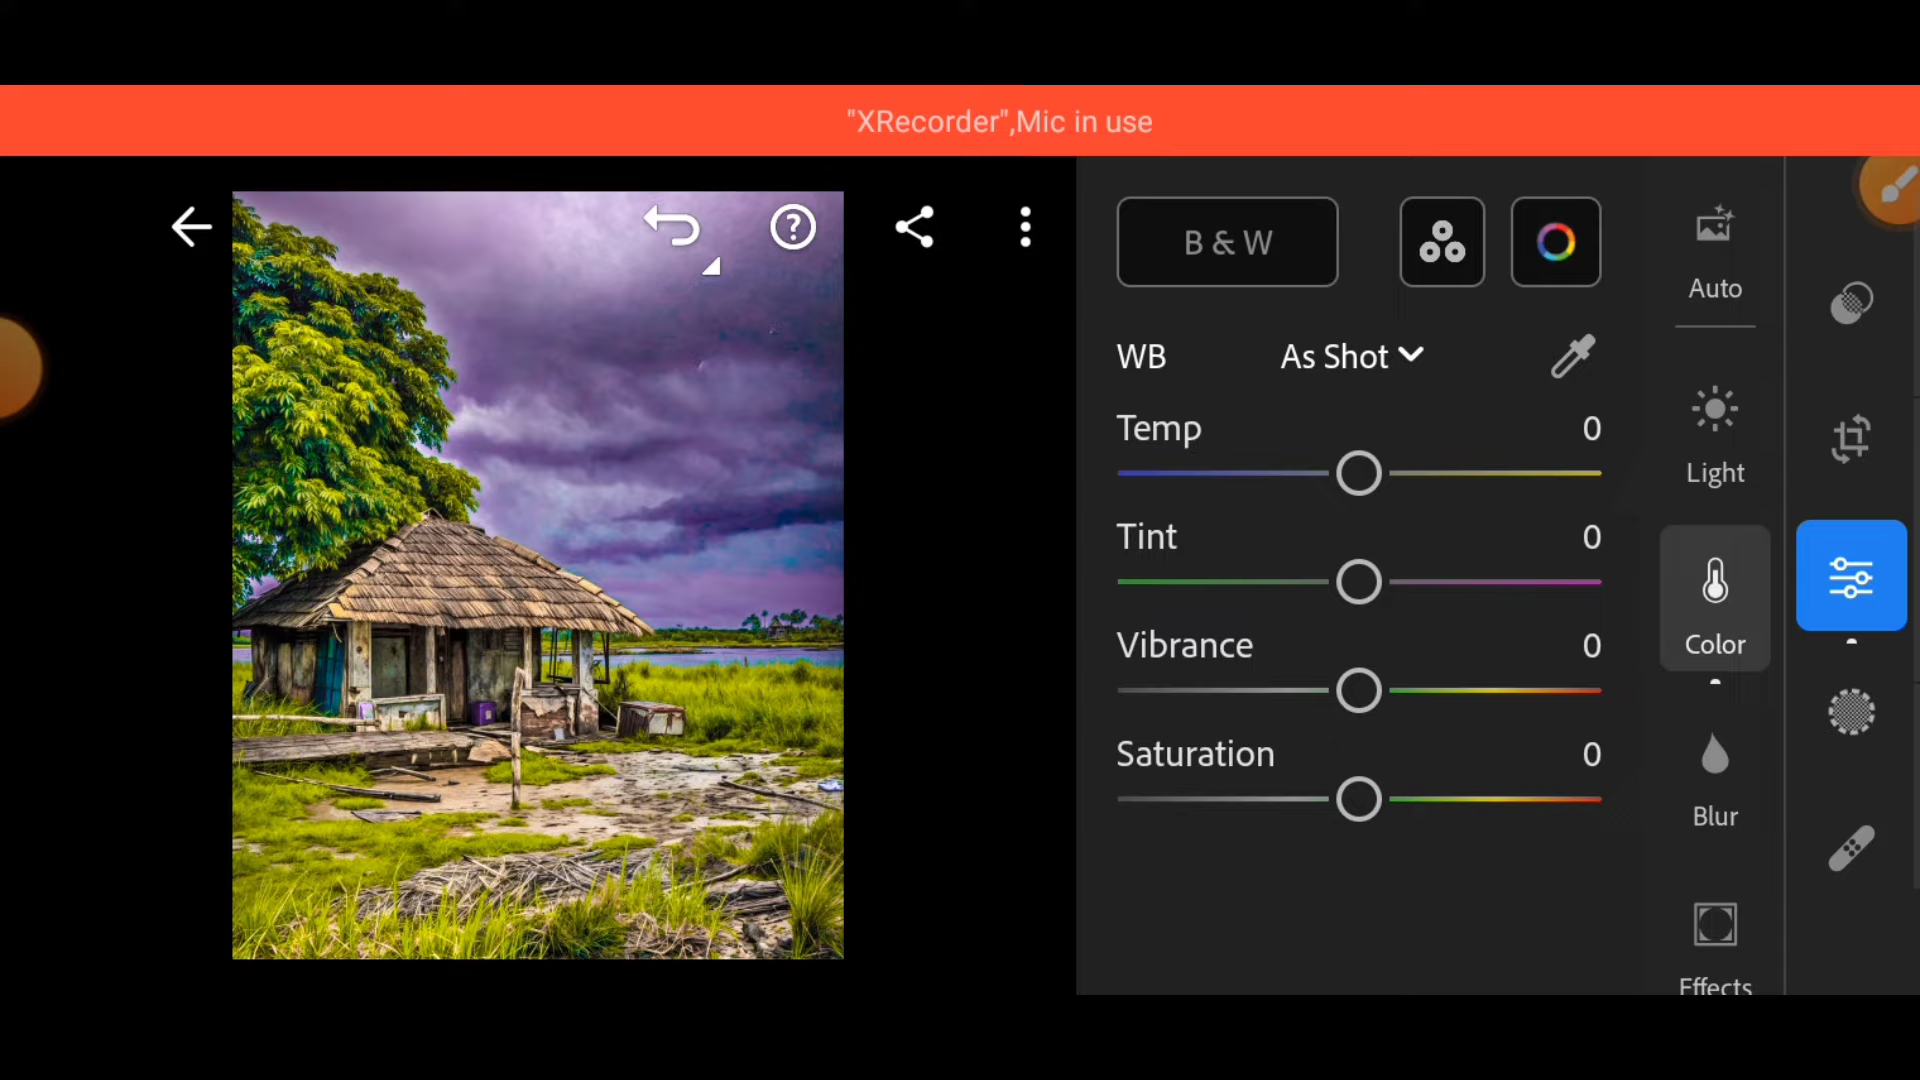 "XRecorder",Mic in use
B & W
WB As Shot
Temp 0
Tint 0
Vibrance 0
Saturation 0
Auto
Light
Color
Blur
Effects